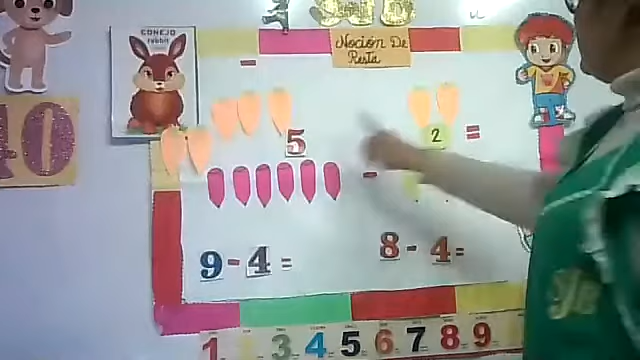 CONEJO
rabbit
Noción De
Resta
40
-
5
2 =
-
9 - 4 =
8 - 4 =
1 3 4 5 6 7 8 9